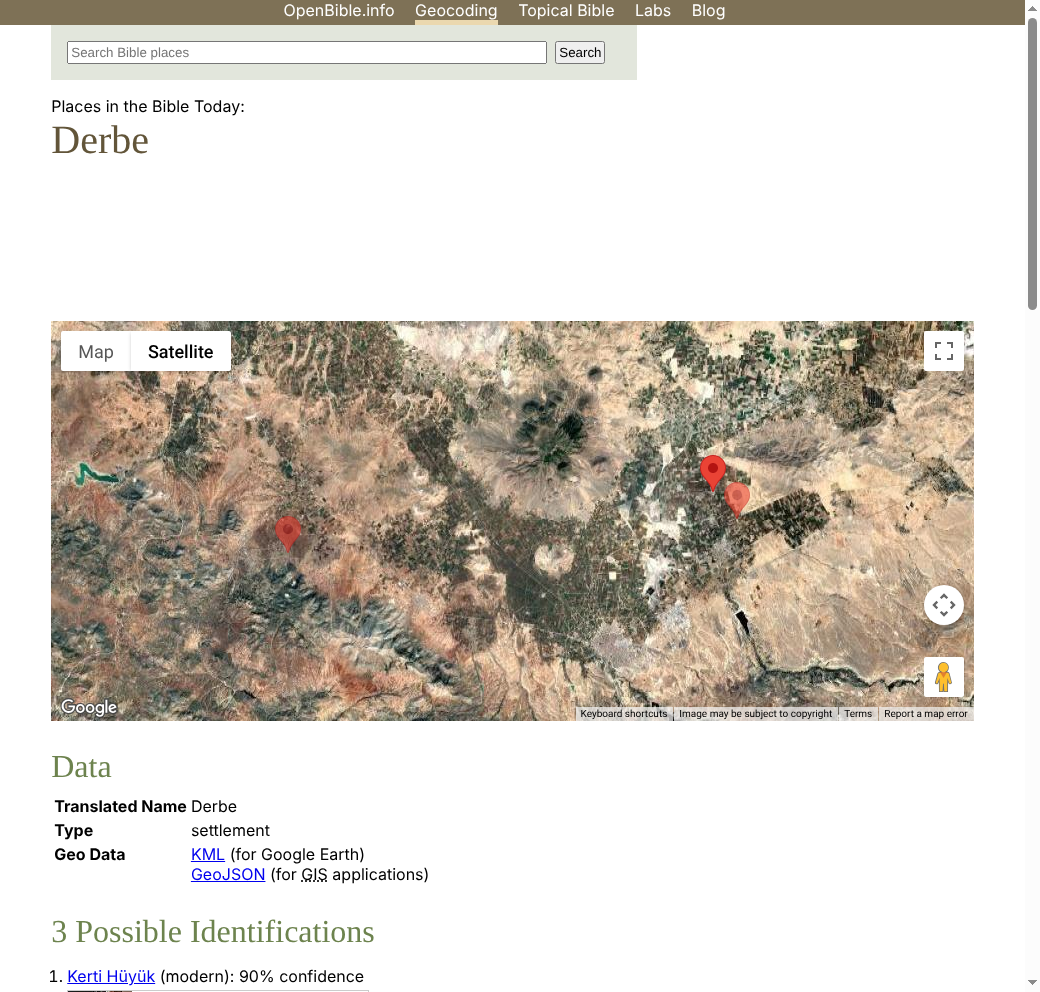 OpenBible.info Geocoding Topical Bible Labs Blog
Search Bible places Search
Places in the Bible Today:
Derbe
Map Satellite
Google
Keyboard shortcuts Image may be subject to copyright Terms Report a map error
Data
Translated Name Derbe
Type settlement
Geo Data KML (for Google Earth)
GeoJSON (for GIS applications)
3 Possible Identifications
1. Kerti Hüyük (modern): 90% confidence